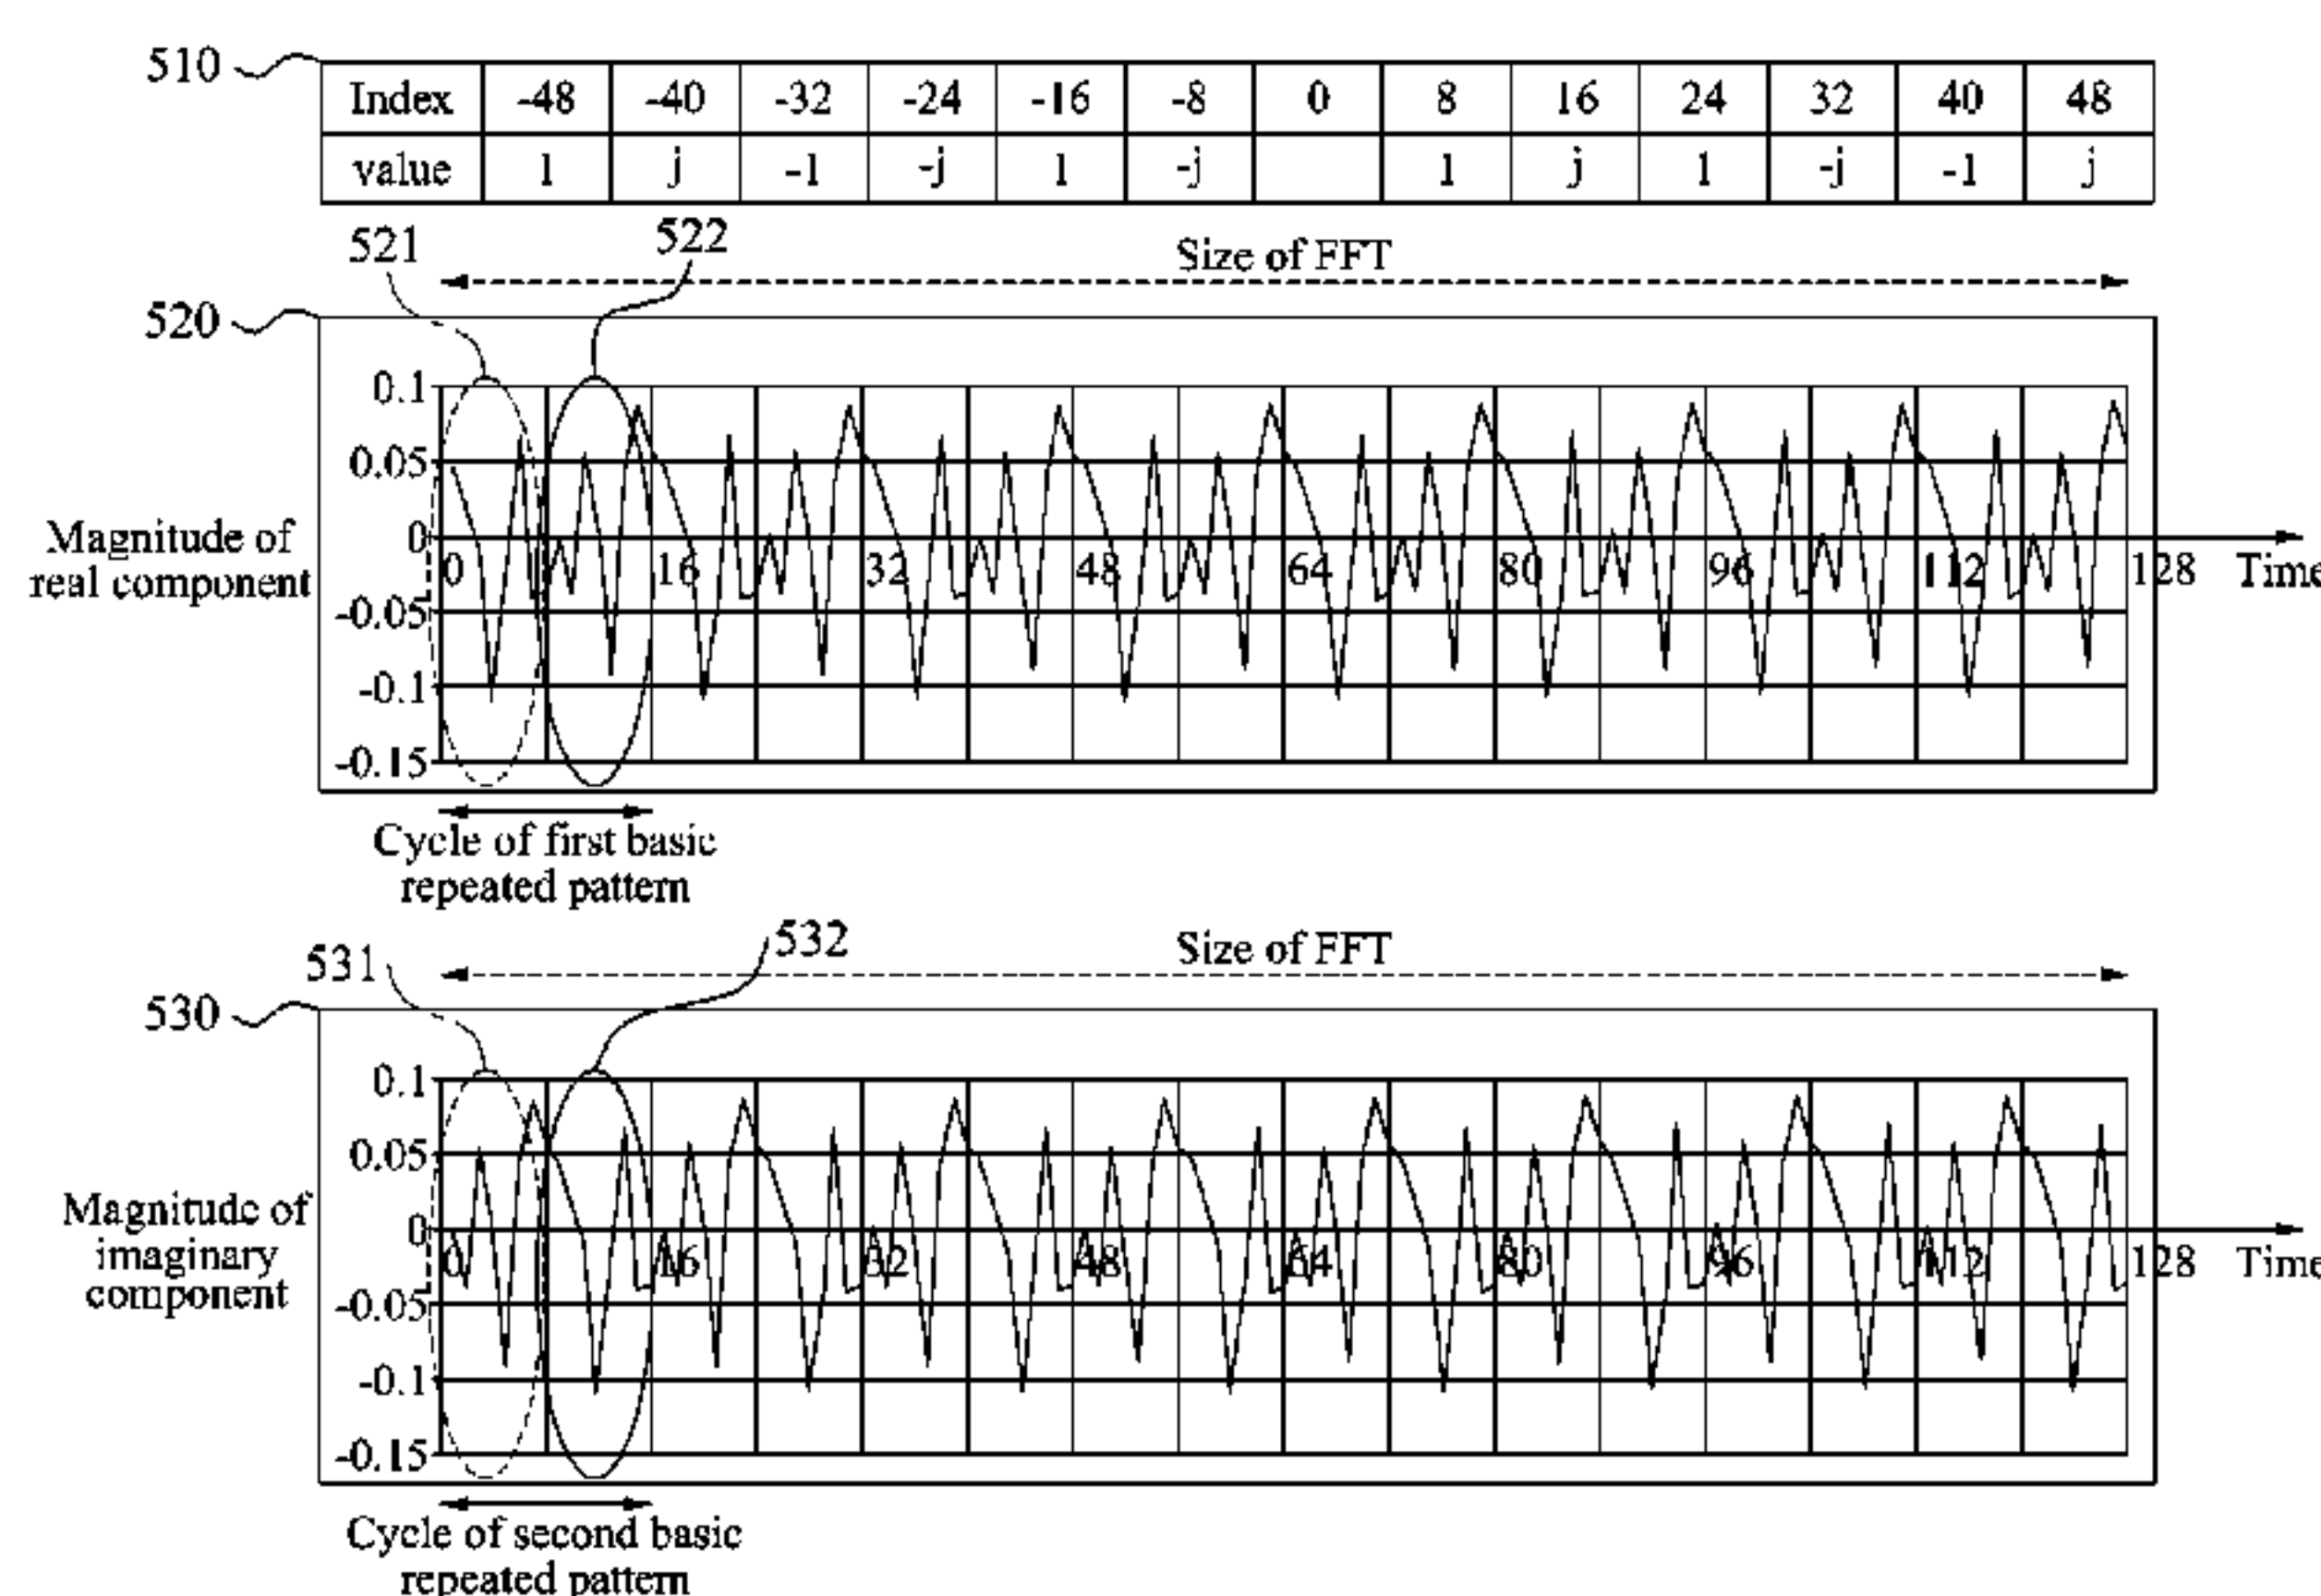 510
Index -48 -40 -32 -24 -16 -8 0 8 16 24 32 40 48
value 1 j -1 -j 1 -j 1 j 1 -j -1 j
521 522
Size of FFT
520
0.1
0.05
0
-0.05
-0.1
-0.15
Magnitude of
real component
0 16 32 48 64 80 96 112 128 Time
Cycle of first basic
repeated pattern
531 532
Size of FFT
530
0.1
0.05
0
-0.05
-0.1
-0.15
Magnitude of
imaginary
component
0 16 32 48 64 80 96 112 128 Time
Cycle of second basic
repeated pattern